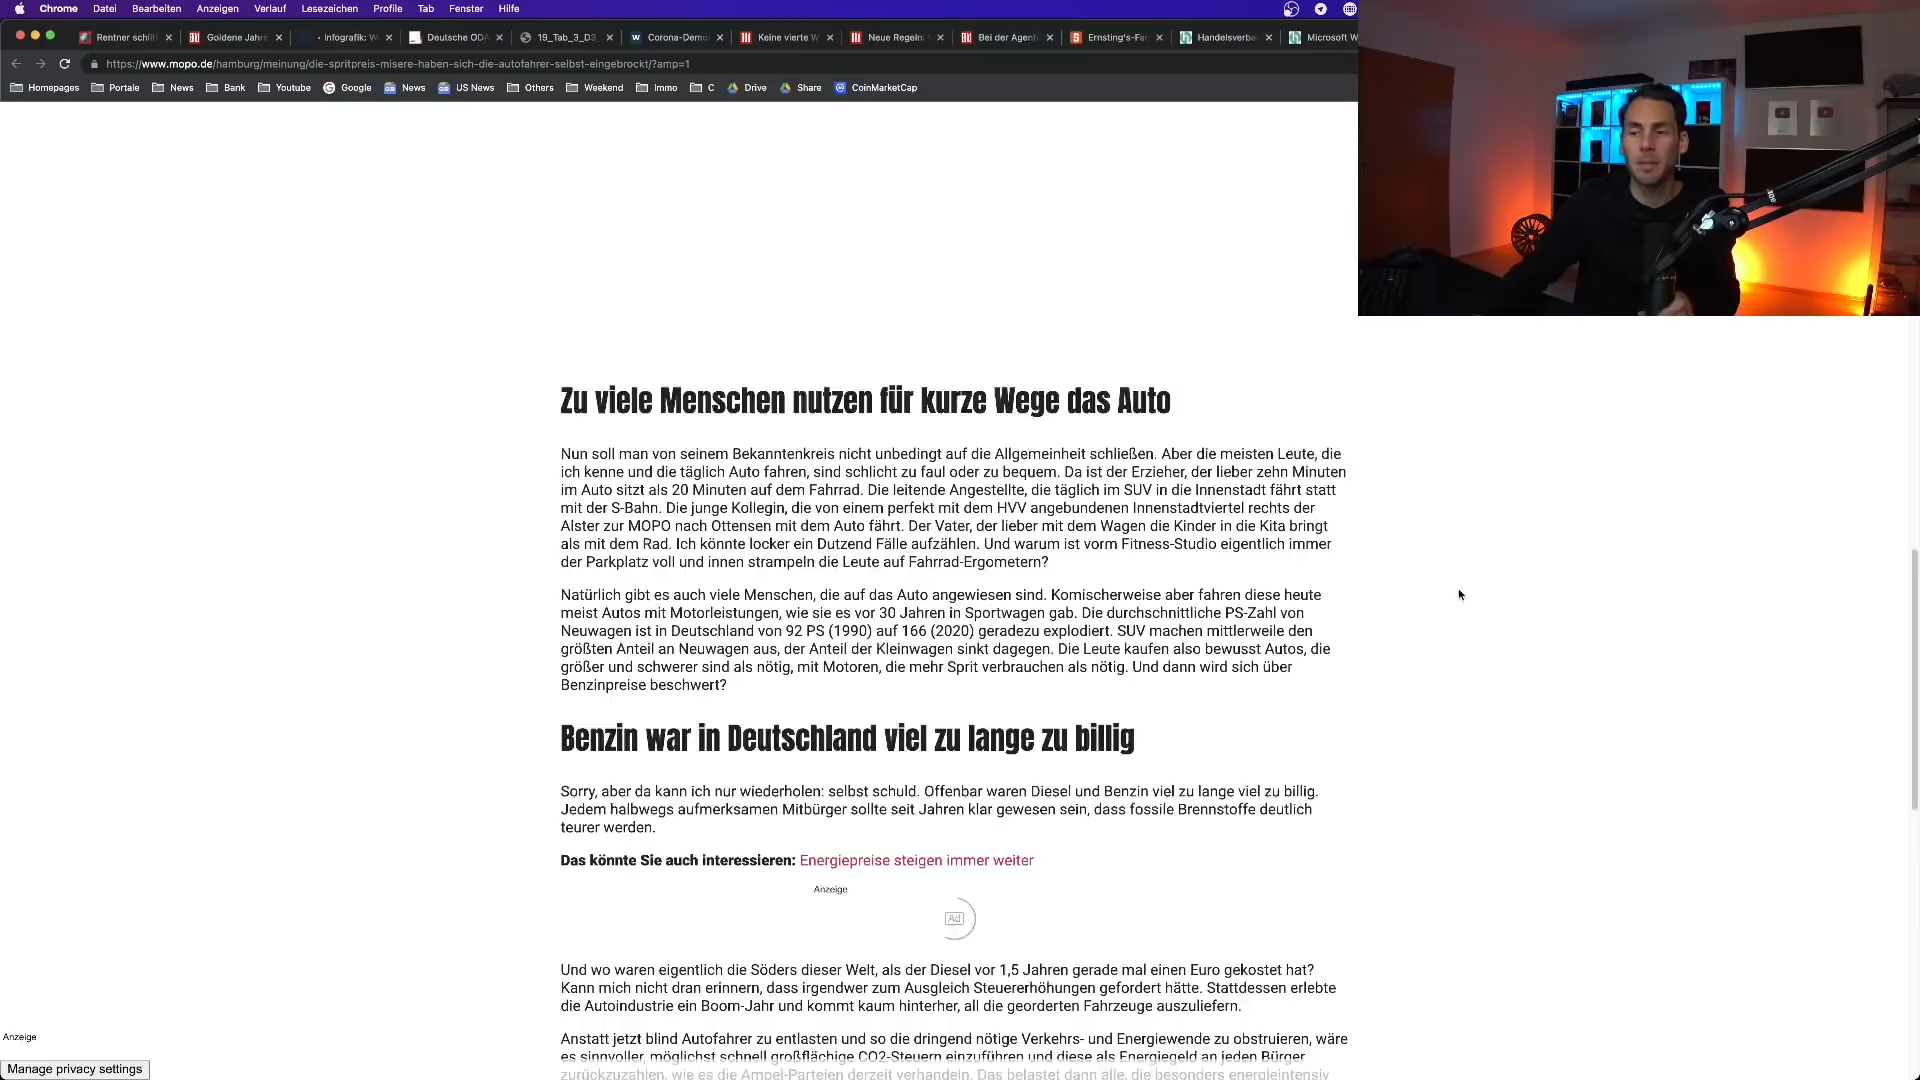 Chrome Datei Bearbeiten Anzeigen Verlauf Lesezeichen Profile Tab Fenster Hilfe
Rentner schli Goldene Jahre · Infografik: W Deutsche ODA 19_Tab_3_D3_ Corona-Demo Keine vierte W Neue Regeln: Bei der Agent Ernsting's-Fa Handelsverba Microsoft W
https://www.mopo.de/hamburg/meinung/die-spritpreis-misere-haben-sich-die-autofahrer-selbst-eingebrockt/?amp=1
Homepages Portale News Bank Youtube Google News US News Others Weekend Immo C Drive Share CoinMarketCap
Zu viele Menschen nutzen für kurze Wege das Auto
Nun soll man von seinem Bekanntenkreis nicht unbedingt auf die Allgemeinheit schließen. Aber die meisten Leute, die
ich kenne und die täglich Auto fahren, sind schlicht zu faul oder zu bequem. Da ist der Erzieher, der lieber zehn Minuten
im Auto sitzt als 20 Minuten auf dem Fahrrad. Die leitende Angestellte, die täglich im SUV in die Innenstadt fährt statt
mit der S-Bahn. Die junge Kollegin, die von einem perfekt mit dem HVV angebundenen Innenstadtviertel rechts der
Alster zur MOPO nach Ottensen mit dem Auto fährt. Der Vater, der lieber mit dem Wagen die Kinder in die Kita bringt
als mit dem Rad. Ich könnte locker ein Dutzend Fälle aufzählen. Und warum ist vorm Fitness-Studio eigentlich immer
der Parkplatz voll und innen strampeln die Leute auf Fahrrad-Ergometern?
Natürlich gibt es auch viele Menschen, die auf das Auto angewiesen sind. Komischerweise aber fahren diese heute
meist Autos mit Motorleistungen, wie sie es vor 30 Jahren in Sportwagen gab. Die durchschnittliche PS-Zahl von
Neuwagen ist in Deutschland von 92 PS (1990) auf 166 (2020) geradezu explodiert. SUV machen mittlerweile den
größten Anteil an Neuwagen aus, der Anteil der Kleinwagen sinkt dagegen. Die Leute kaufen also bewusst Autos, die
größer und schwerer sind als nötig, mit Motoren, die mehr Sprit verbrauchen als nötig. Und dann wird sich über
Benzinpreise beschwert?
Benzin war in Deutschland viel zu lange zu billig
Sorry, aber da kann ich nur wiederholen: selbst schuld. Offenbar waren Diesel und Benzin viel zu lange viel zu billig.
Jedem halbwegs aufmerksamen Mitbürger sollte seit Jahren klar gewesen sein, dass fossile Brennstoffe deutlich
teurer werden.
Das könnte Sie auch interessieren: Energiepreise steigen immer weiter
Anzeige
Ad
Und wo waren eigentlich die Söders dieser Welt, als der Diesel vor 1,5 Jahren gerade mal einen Euro gekostet hat?
Kann mich nicht dran erinnern, dass irgendwer zum Ausgleich Steuererhöhungen gefordert hätte. Stattdessen erlebte
die Autoindustrie ein Boom-Jahr und kommt kaum hinterher, all die georderten Fahrzeuge auszuliefern.
Anstatt jetzt blind Autofahrer zu entlasten und so die dringend nötige Verkehrs- und Energiewende zu obstruieren, wäre
es sinnvoller, möglichst schnell großflächige CO2-Steuern einzuführen und diese als Energiegeld an jeden Bürger
zurückzuzahlen, wie es die Ampel-Parteien derzeit verhandeln. Das belastet dann alle, die besonders energieintensiv
Anzeige
Manage privacy settings